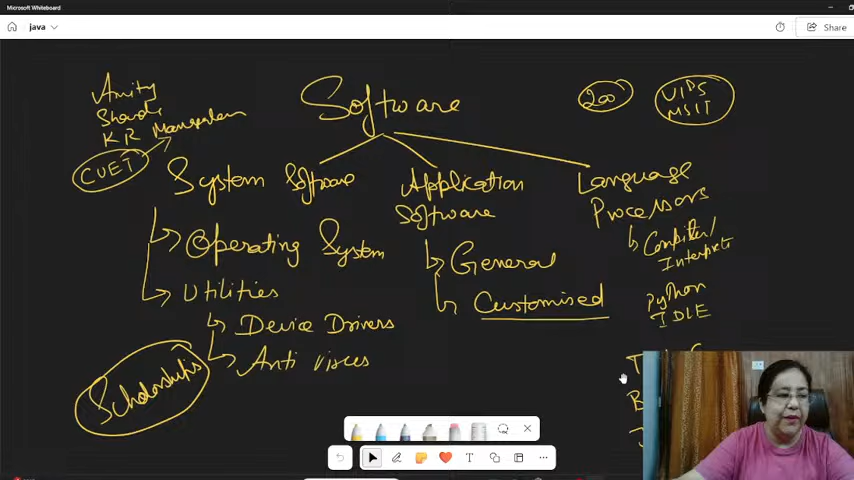 Microsoft Whiteboard
java
Share
Amity
Sharda
KR Mangalam
CUET
Software
200
VIPS
MSIT
System Software
Application
Software
Language
Processors
Operating System
General
Compiler/
Interpreter
Utilities
Customised
Python
IDLE
Device Drivers
Anti Virus
Scholarships
T
B
J
T